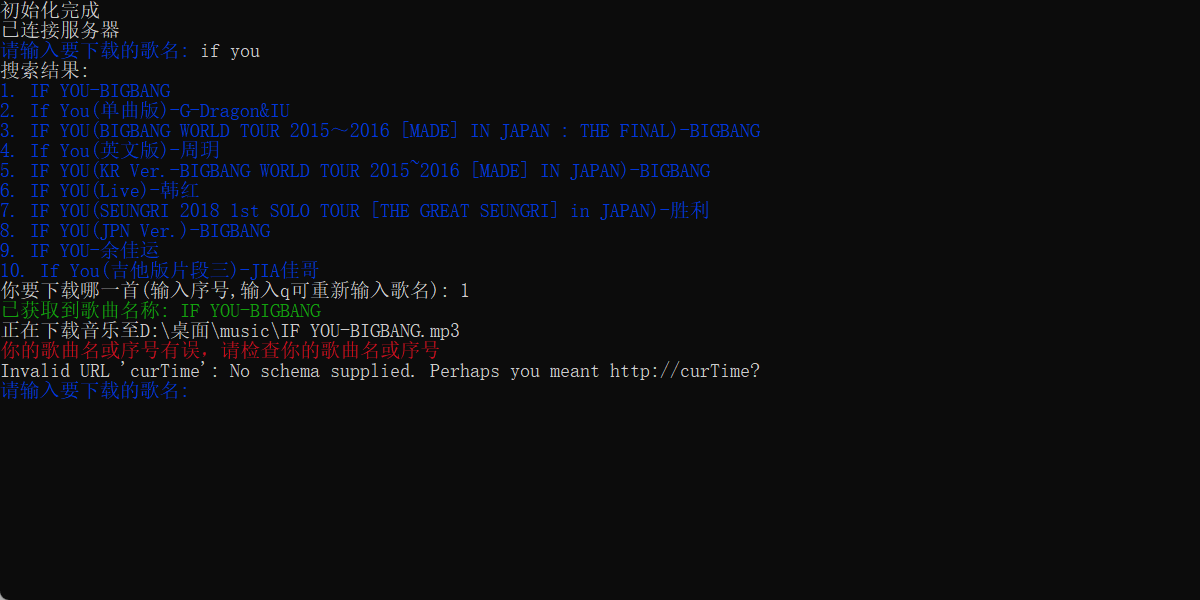 初始化完成
已连接服务器
请输入要下载的歌名: if you
搜索结果:
1. IF YOU-BIGBANG
2. If You(单曲版)-G-Dragon&IU
3. IF YOU(BIGBANG WORLD TOUR 2015～2016 [MADE] IN JAPAN : THE FINAL)-BIGBANG
4. If You(英文版)-周玥
5. IF YOU(KR Ver.-BIGBANG WORLD TOUR 2015~2016 [MADE] IN JAPAN)-BIGBANG
6. IF YOU(Live)-韩红
7. IF YOU(SEUNGRI 2018 1st SOLO TOUR [THE GREAT SEUNGRI] in JAPAN)-胜利
8. IF YOU(JPN Ver.)-BIGBANG
9. IF YOU-余佳运
10. If You(吉他版片段三)-JIA佳哥
你要下载哪一首(输入序号,输入q可重新输入歌名): 1
已获取到歌曲名称: IF YOU-BIGBANG
正在下载音乐至D:\桌面\music\IF YOU-BIGBANG.mp3
你的歌曲名或序号有误，请检查你的歌曲名或序号
Invalid URL 'curTime': No schema supplied. Perhaps you meant http://curTime?
请输入要下载的歌名: